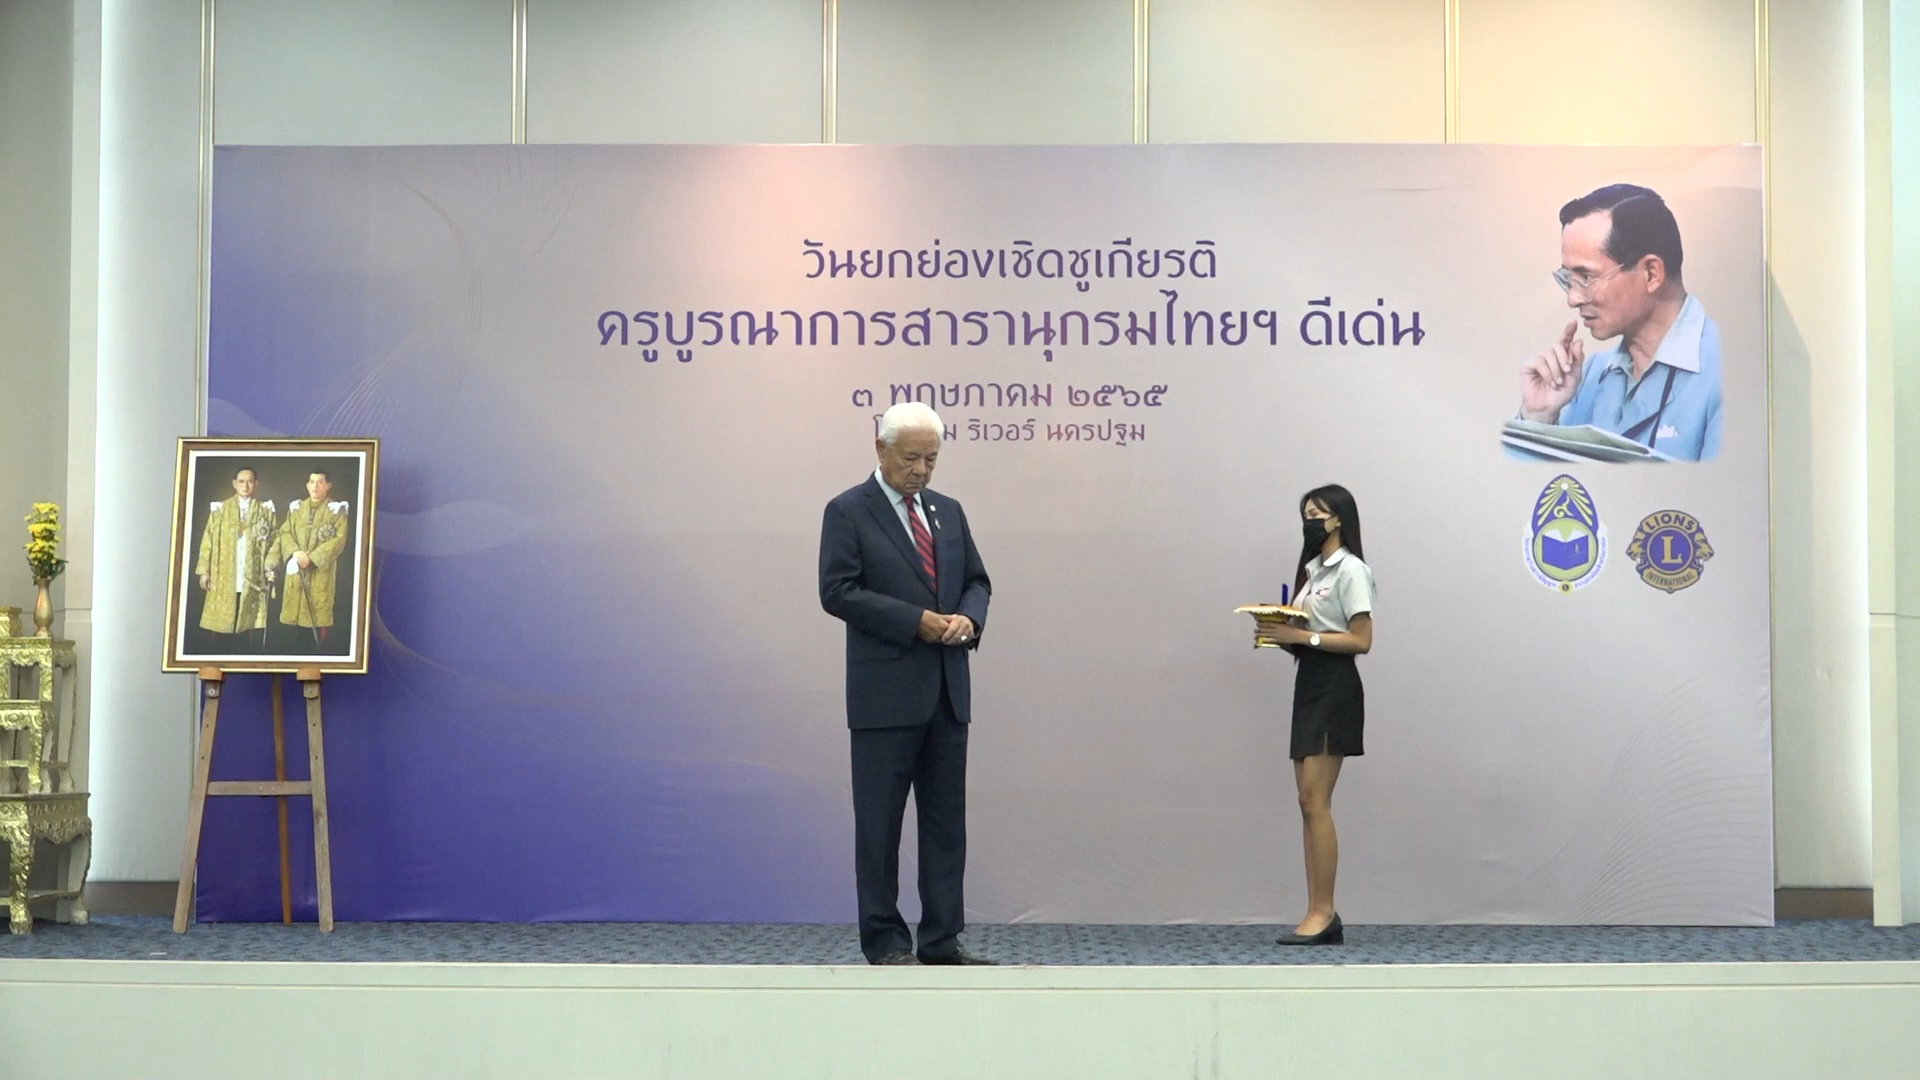 วันยกย่องเชิดชูเกียรติ
ครูบูรณาการสารานุกรมไทยฯ ดีเด่น
๓ พฤษภาคม ๒๕๖๕
ริเวอร์ นครปฐม
LIONS
L
INTERNATIONAL